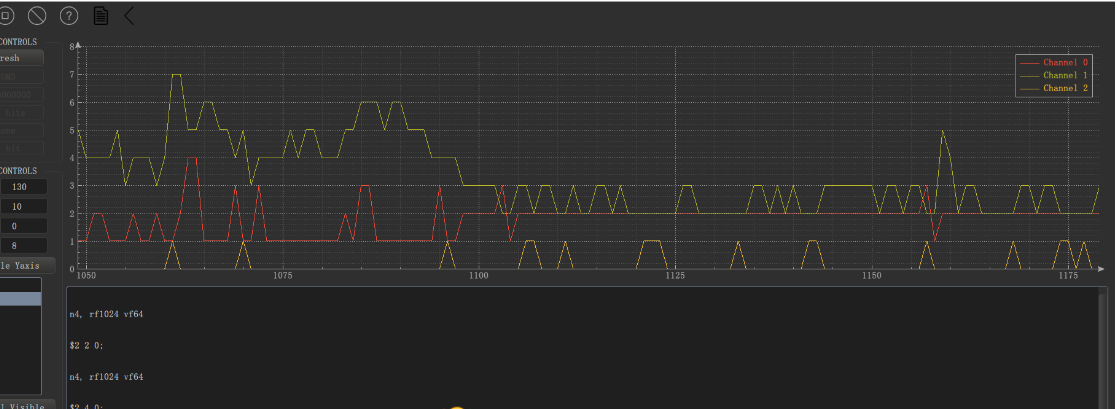 CONTROLS
resh
CONTROLS
130
10
0
8
le Yaxis
l Visible
8
7
6
5
4
3
2
1
0
1050
1075
1100
1125
1150
1175
Channel 0
Channel 1
Channel 2
n4, rf1024 vf64
$2 2 0;
n4, rf1024 vf64
$2 4 0;